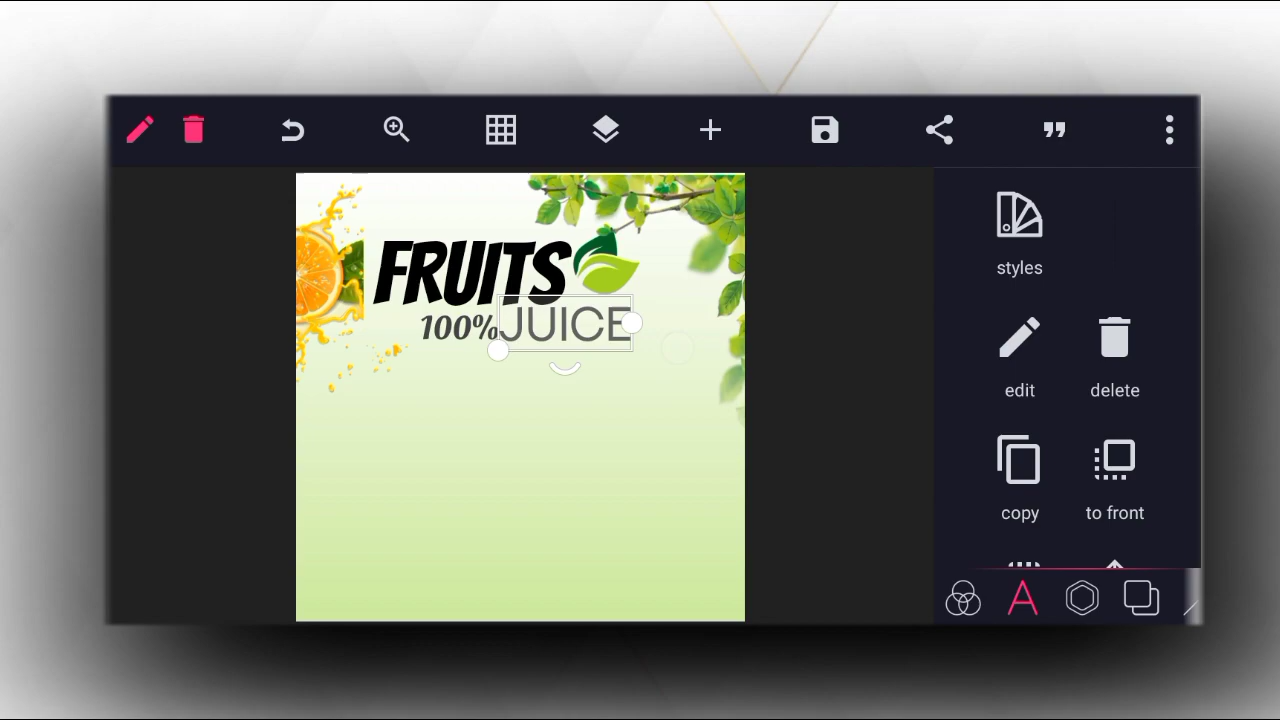 FRUITS
100%JUICE
styles
edit
delete
copy
to front